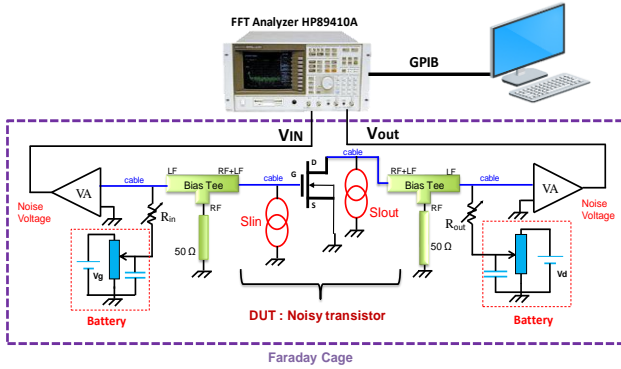 FFT Analyzer HP89410A
GPIB
VIN
Vout
cable
LF
RF+LF
Bias Tee
VA
Noise
Voltage
Rin
RF
50 Ω
Vg
Battery
SIin
G
D
S
cable
SIout
RF+LF
LF
Bias Tee
cable
VA
Noise
Voltage
Rout
RF
50 Ω
Vd
Battery
DUT : Noisy transistor
Faraday Cage